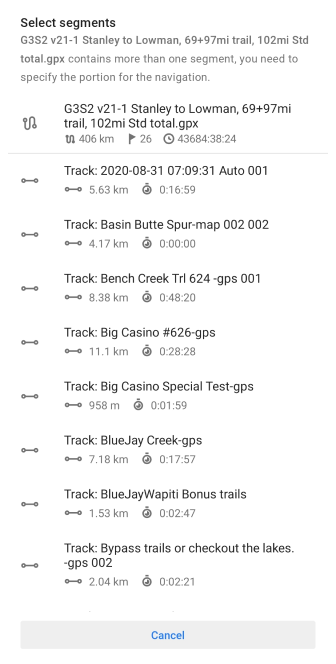 Select segments
G3S2 v21-1 Stanley to Lowman, 69+97mi trail, 102mi Std
total.gpx contains more than one segment, you need to
specify the portion for the navigation.
G3S2 v21-1 Stanley to Lowman, 69+97mi
trail, 102mi Std total.gpx
406 km 26 43684:38:24
Track: 2020-08-31 07:09:31 Auto 001
5.63 km 0:16:59
Track: Basin Butte Spur-map 002 002
4.17 km 0:00:00
Track: Bench Creek Trl 624 -gps 001
8.38 km 0:48:20
Track: Big Casino #626-gps
11.1 km 0:28:28
Track: Big Casino Special Test-gps
958 m 0:01:59
Track: BlueJay Creek-gps
7.18 km 0:17:57
Track: BlueJayWapiti Bonus trails
1.53 km 0:02:47
Track: Bypass trails or checkout the lakes.
-gps 002
2.04 km 0:02:21
Cancel